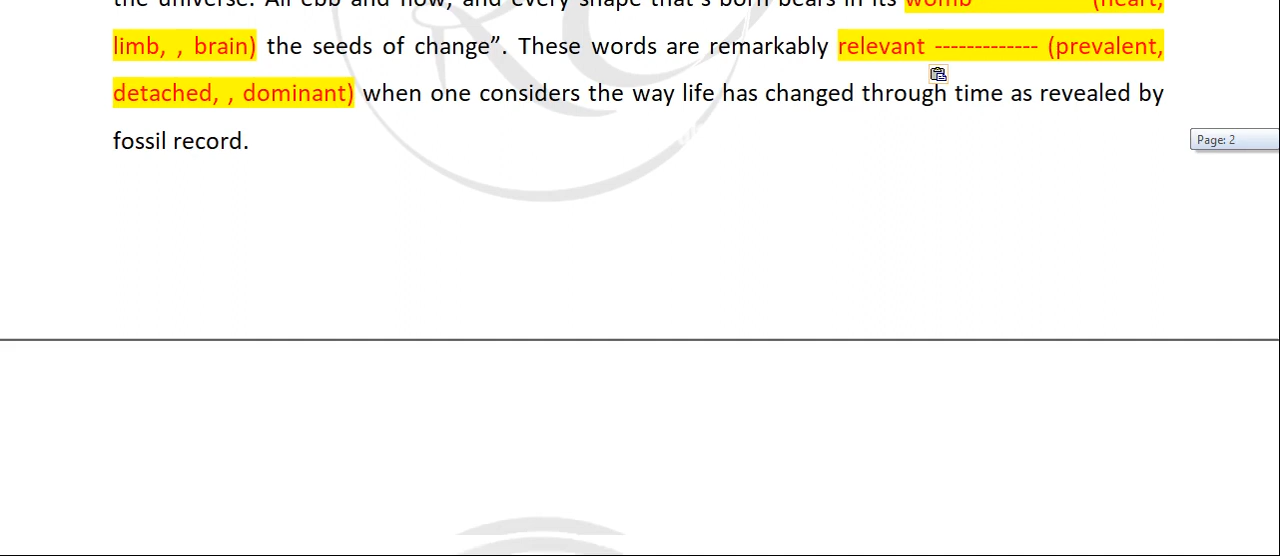 the universe. All ebb and flow, and every shape that's born bears in its womb (heart,
limb, , brain) the seeds of change”. These words are remarkably relevant ------------- (prevalent,
detached, , dominant) when one considers the way life has changed through time as revealed by
fossil record.
Page: 2